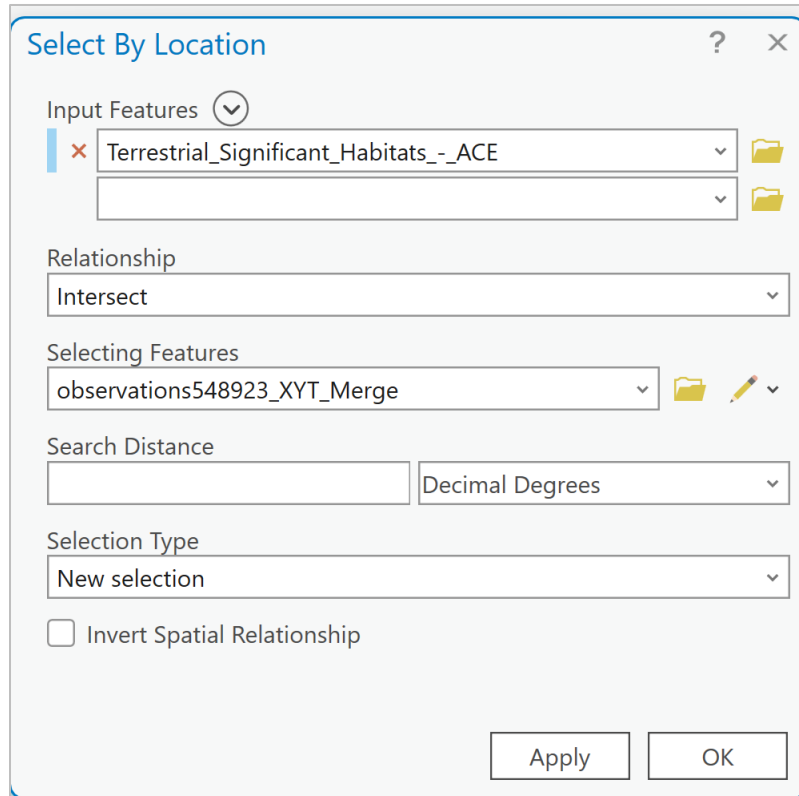 Select By Location
?
Input Features
Terrestrial_Significant_Habitats_-_ACE
Relationship
Intersect
Selecting Features
observations548923_XYT_Merge
Search Distance
Decimal Degrees
Selection Type
New selection
Invert Spatial Relationship
Apply OK